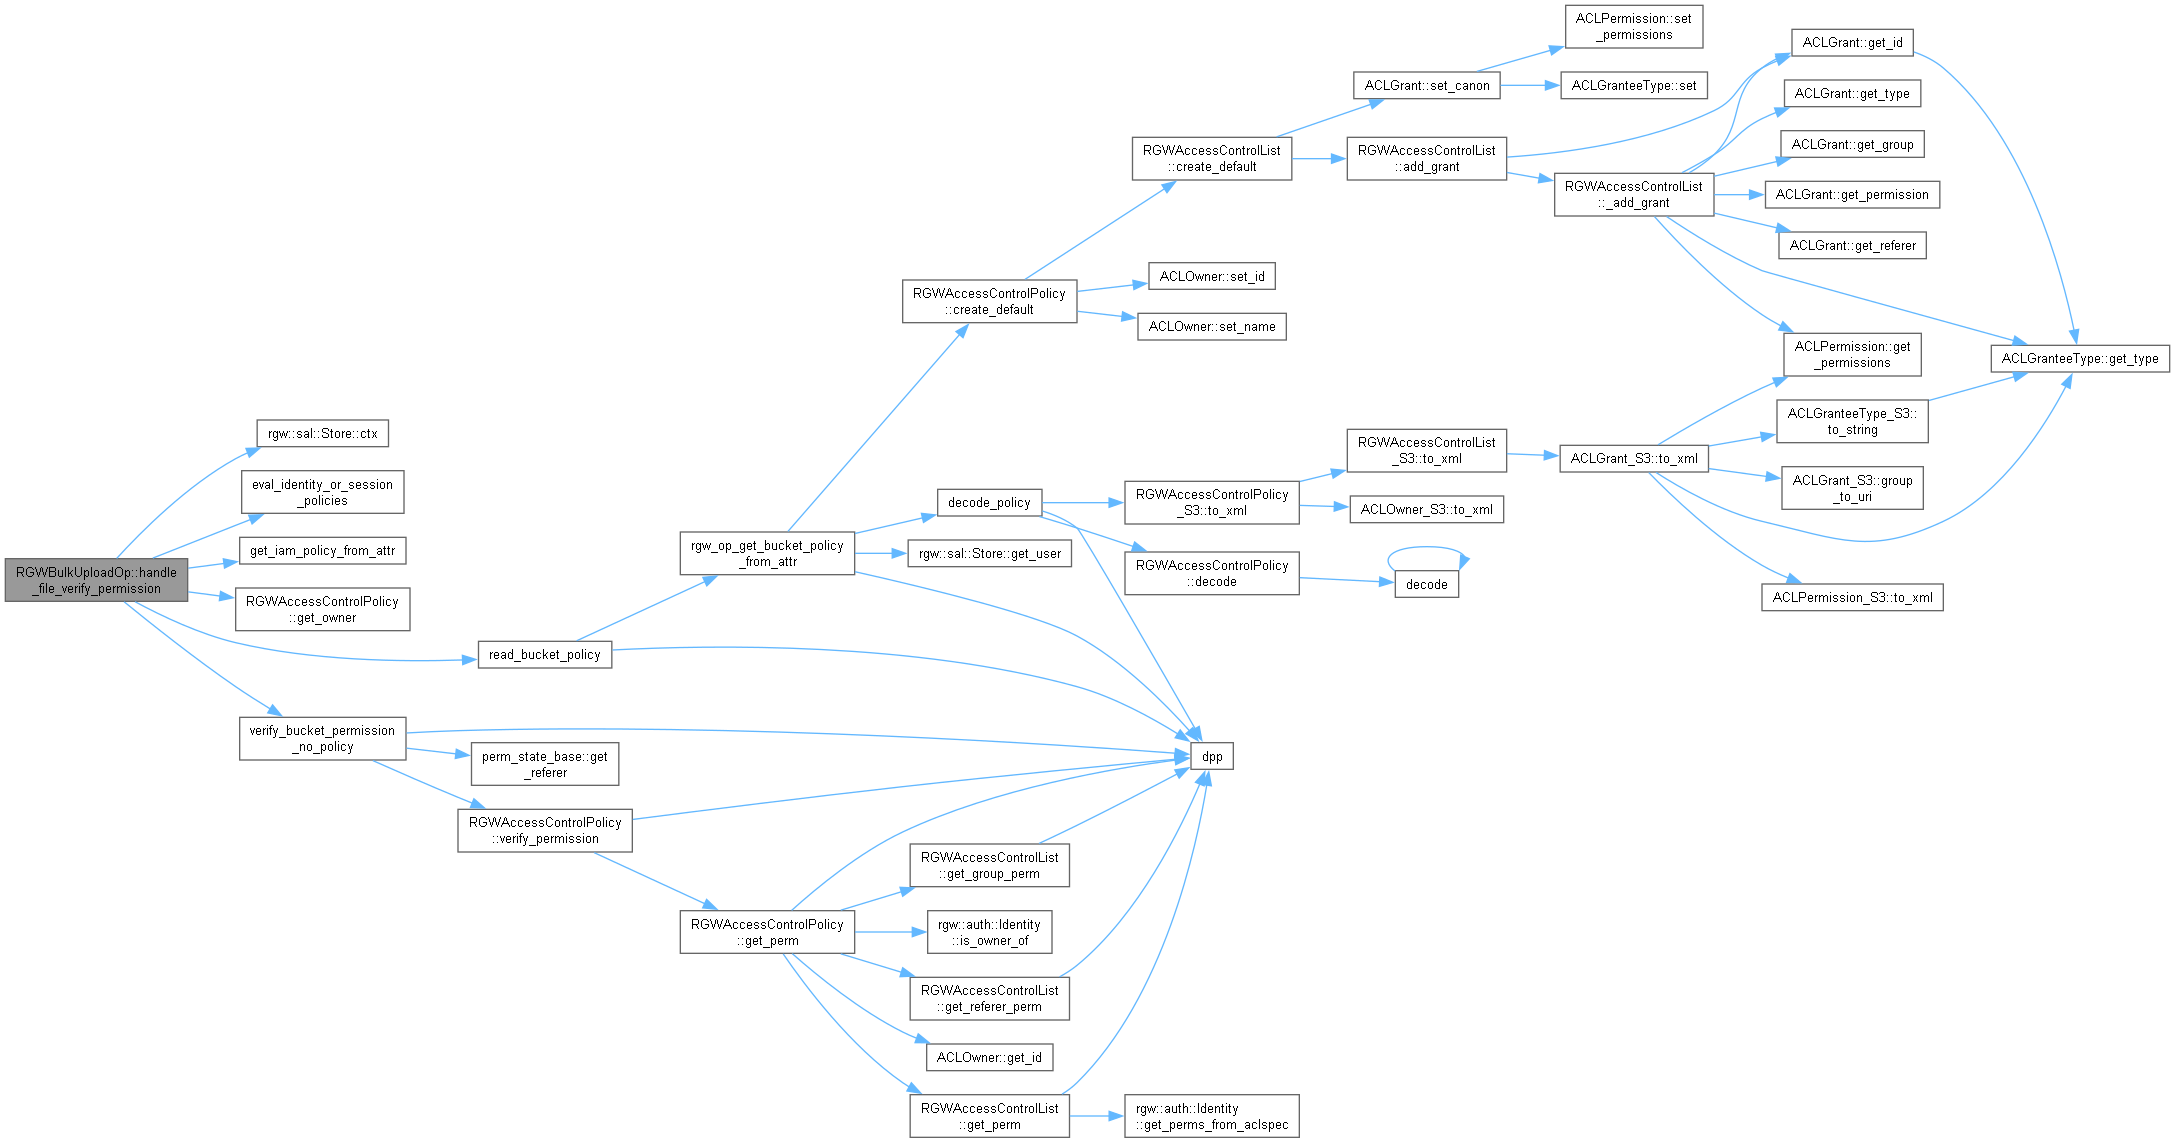 RGWBulkUploadOp::handle
_file_verify_permission
rgw::sal::Store::ctx
eval_identity_or_session
_policies
get_iam_policy_from_attr
RGWAccessControlPolicy
::get_owner
read_bucket_policy
verify_bucket_permission
_no_policy
perm_state_base::get
_referer
RGWAccessControlPolicy
::verify_permission
rgw_op_get_bucket_policy
_from_attr
RGWAccessControlPolicy
::get_perm
RGWAccessControlPolicy
::create_default
decode_policy
rgw::sal::Store::get_user
RGWAccessControlList
::get_group_perm
rgw::auth::Identity
::is_owner_of
RGWAccessControlList
::get_referer_perm
ACLOwner::get_id
RGWAccessControlList
::get_perm
RGWAccessControlList
::create_default
ACLOwner::set_id
ACLOwner::set_name
RGWAccessControlPolicy
_S3::to_xml
RGWAccessControlPolicy
::decode
dpp
rgw::auth::Identity
::get_perms_from_aclspec
ACLGrant::set_canon
RGWAccessControlList
::add_grant
RGWAccessControlList
_S3::to_xml
ACLOwner_S3::to_xml
decode
ACLPermission::set
_permissions
ACLGranteeType::set
RGWAccessControlList
::_add_grant
ACLGrant_S3::to_xml
ACLGrant::get_id
ACLGrant::get_type
ACLGrant::get_group
ACLGrant::get_permission
ACLGrant::get_referer
ACLPermission::get
_permissions
ACLGranteeType_S3::
to_string
ACLGrant_S3::group
_to_uri
ACLPermission_S3::to_xml
ACLGranteeType::get_type